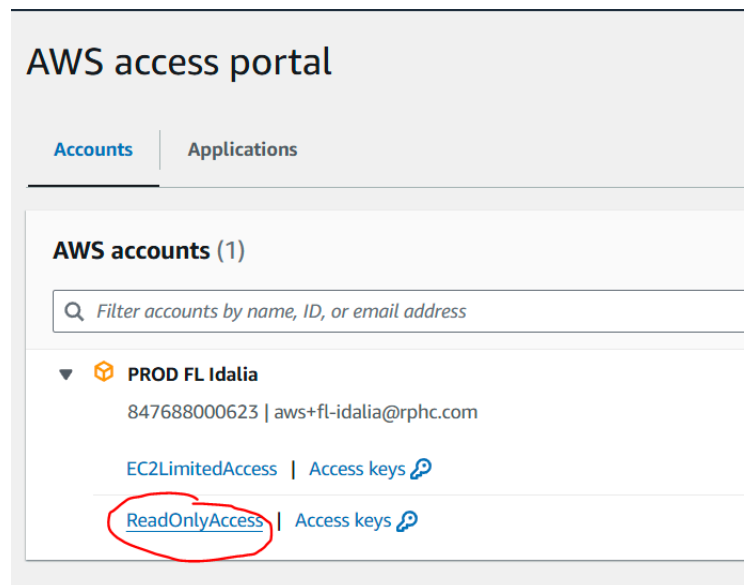 AWS access portal
Accounts Applications
AWS accounts (1)
Filter accounts by name, ID, or email address
PROD FL Idalia
847688000623 | aws+fl-idalia@rphc.com
EC2LimitedAccess | Access keys
ReadOnlyAccess | Access keys